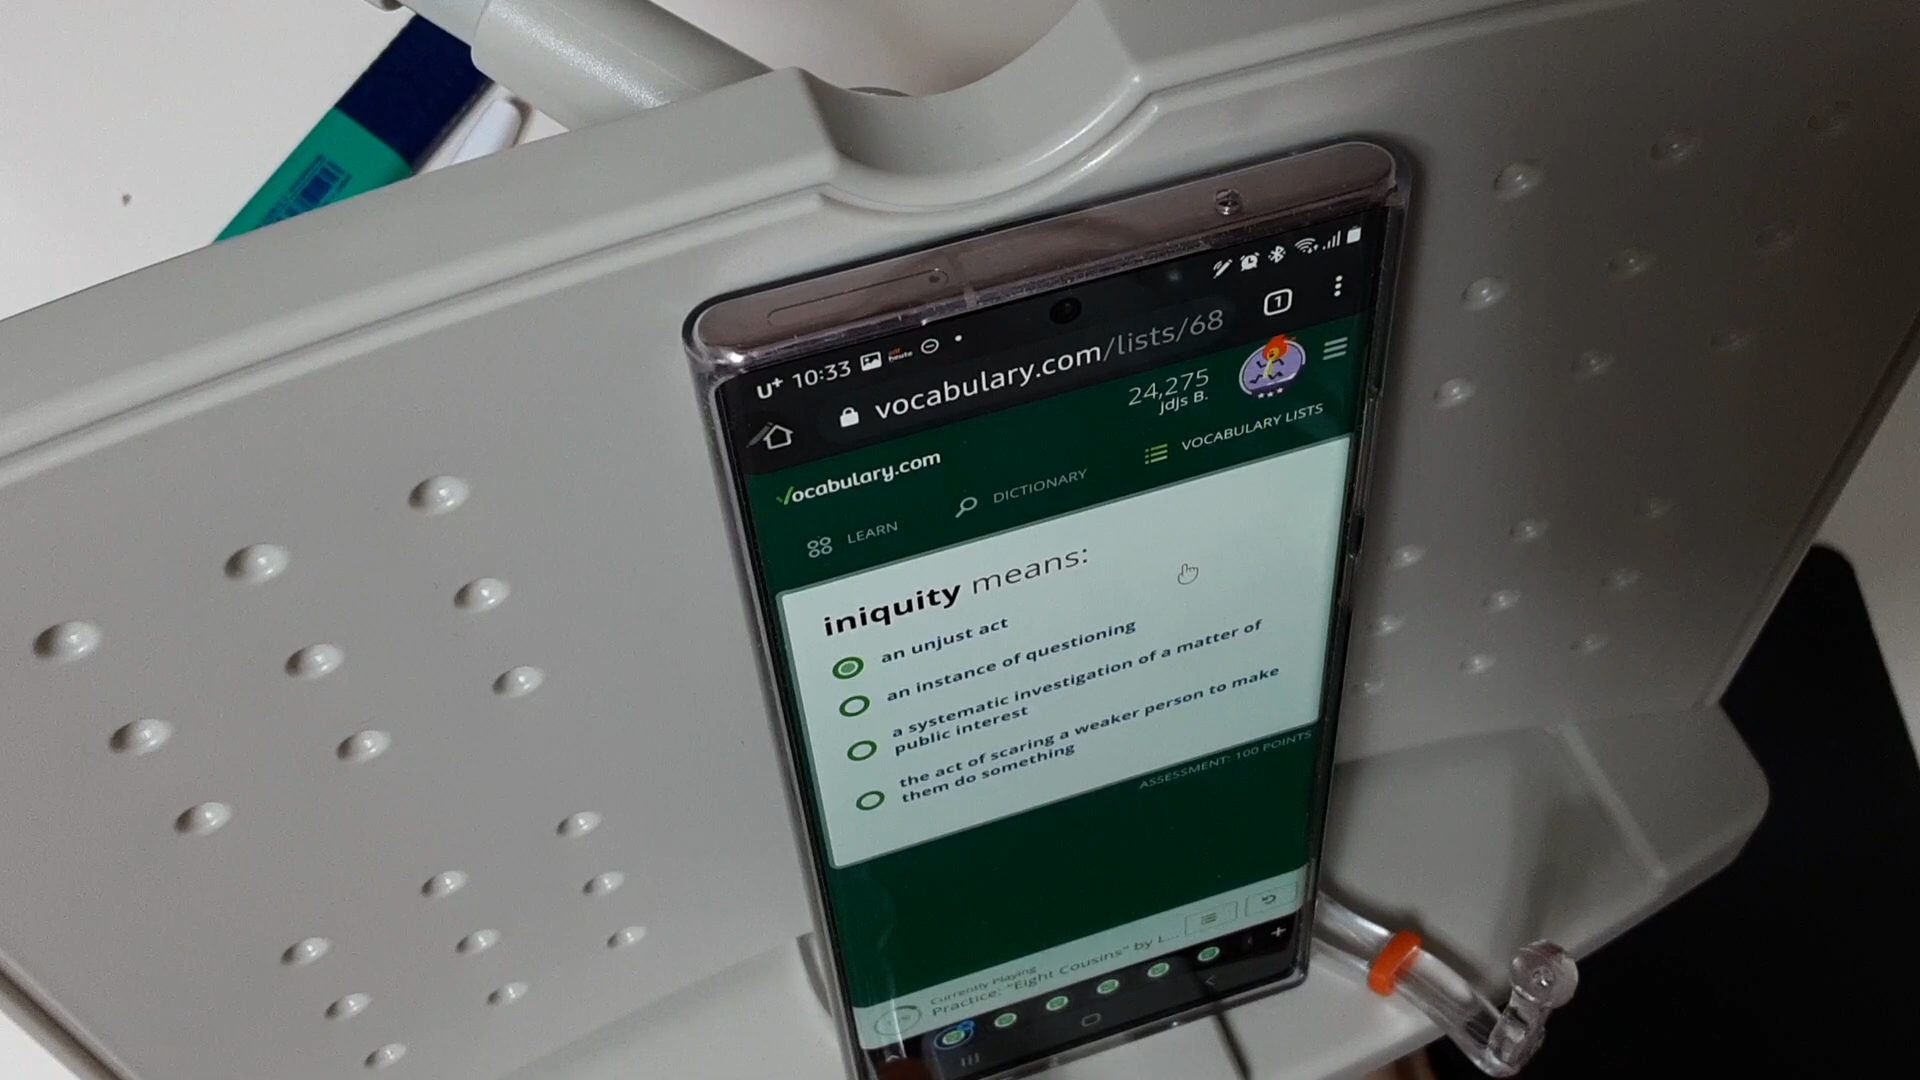 U+ 10:33
heute
vocabulary.com/lists/68
1
24,275
jdjs B.
Vocabulary.com
LEARN
DICTIONARY
VOCABULARY LISTS
iniquity means:
an unjust act
an instance of questioning
a systematic investigation of a matter of
public interest
the act of scaring a weaker person to make
them do something
ASSESSMENT: 100 POINTS
Currently Playing
Practice: "Eight Cousins" by L...